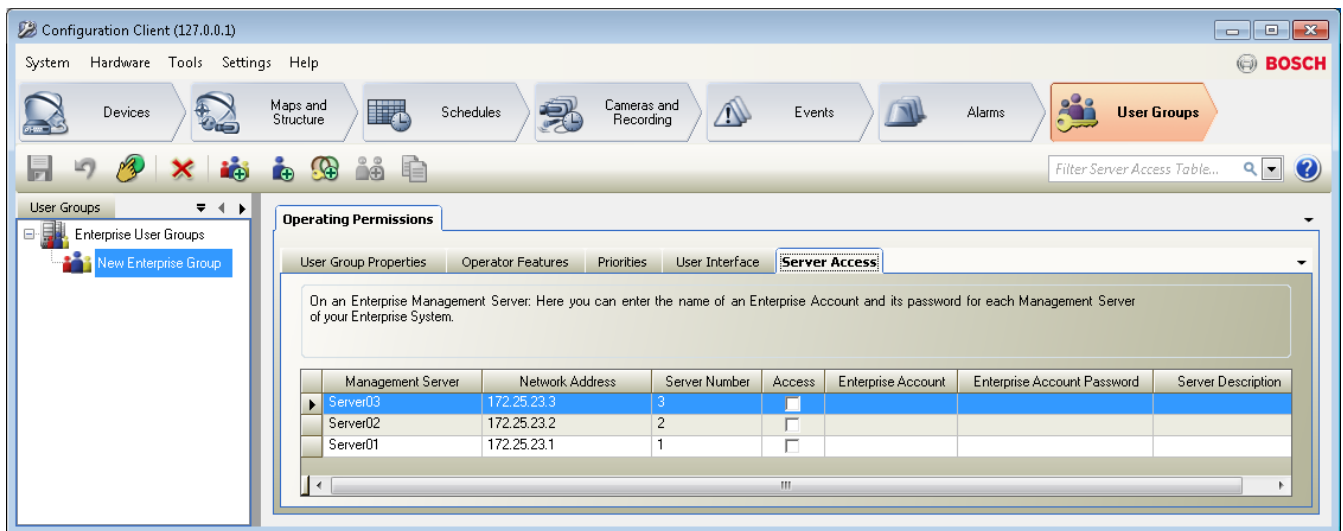 Configuration Client (127.0.0.1)
System Hardware Tools Settings Help
BOSCH
Devices
Maps and Structure
Schedules
Cameras and Recording
Events
Alarms
User Groups
Filter Server Access Table...
User Groups
Enterprise User Groups
New Enterprise Group
Operating Permissions
User Group Properties Operator Features Priorities User Interface Server Access
On an Enterprise Management Server: Here you can enter the name of an Enterprise Account and its password for each Management Server
of your Enterprise System.
Management Server Network Address Server Number Access Enterprise Account Enterprise Account Password Server Description
Server03 172.25.23.3 3
Server02 172.25.23.2 2
Server01 172.25.23.1 1